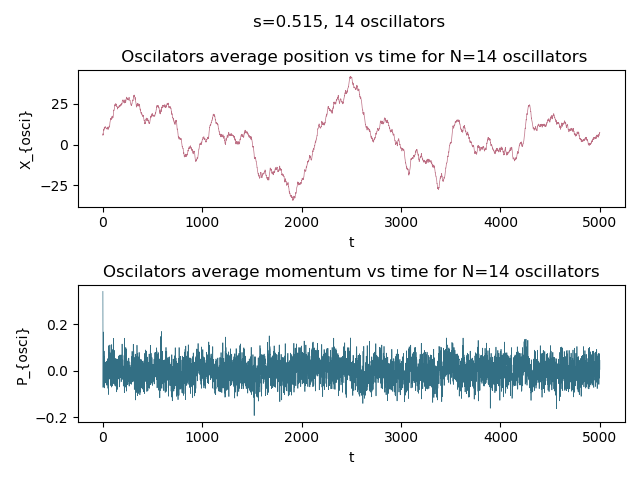 s=0.515, 14 oscillators
Oscilators average position vs time for N=14 oscillators
25
0
−25
X_{osci}
0 1000 2000 3000 4000 5000
t
Oscilators average momentum vs time for N=14 oscillators
0.2
0.0
−0.2
P_{osci}
0 1000 2000 3000 4000 5000
t